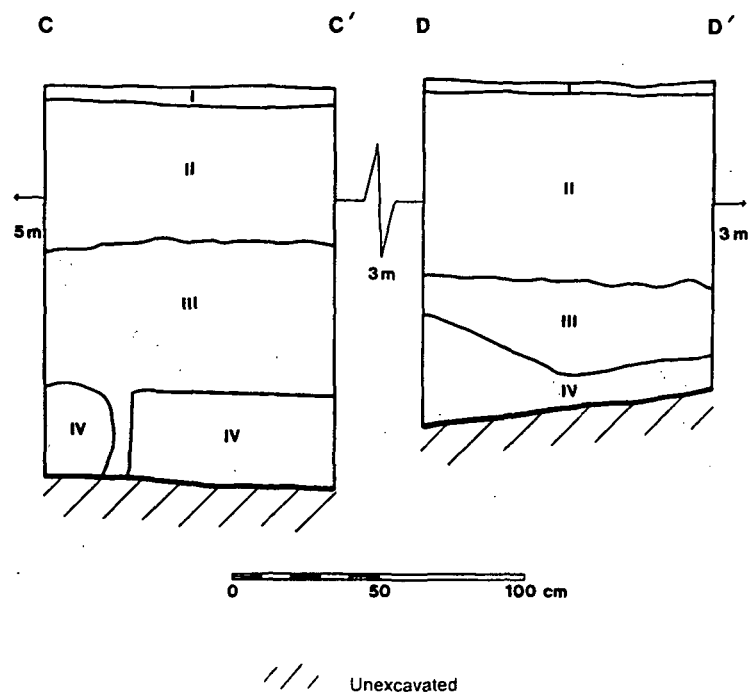 C C′ D D′
I I
II II
5 m 3 m 3 m
III III
IV IV IV
0 50 100 cm
Unexcavated